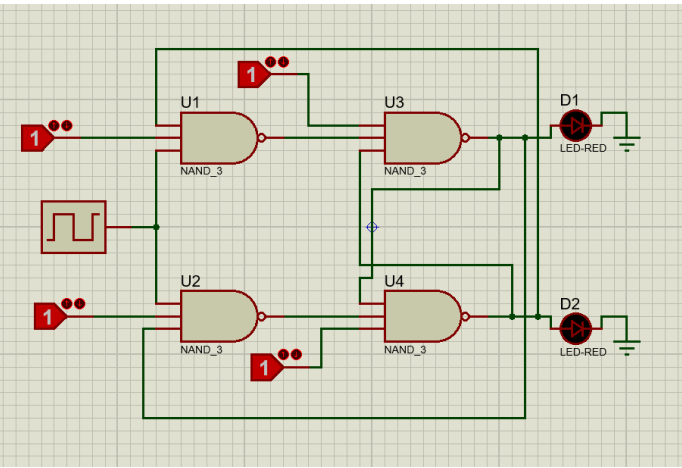 1
U1
U3
D1
1
NAND_3
NAND_3
LED-RED
U2
U4
D2
1
NAND_3
NAND_3
LED-RED
1